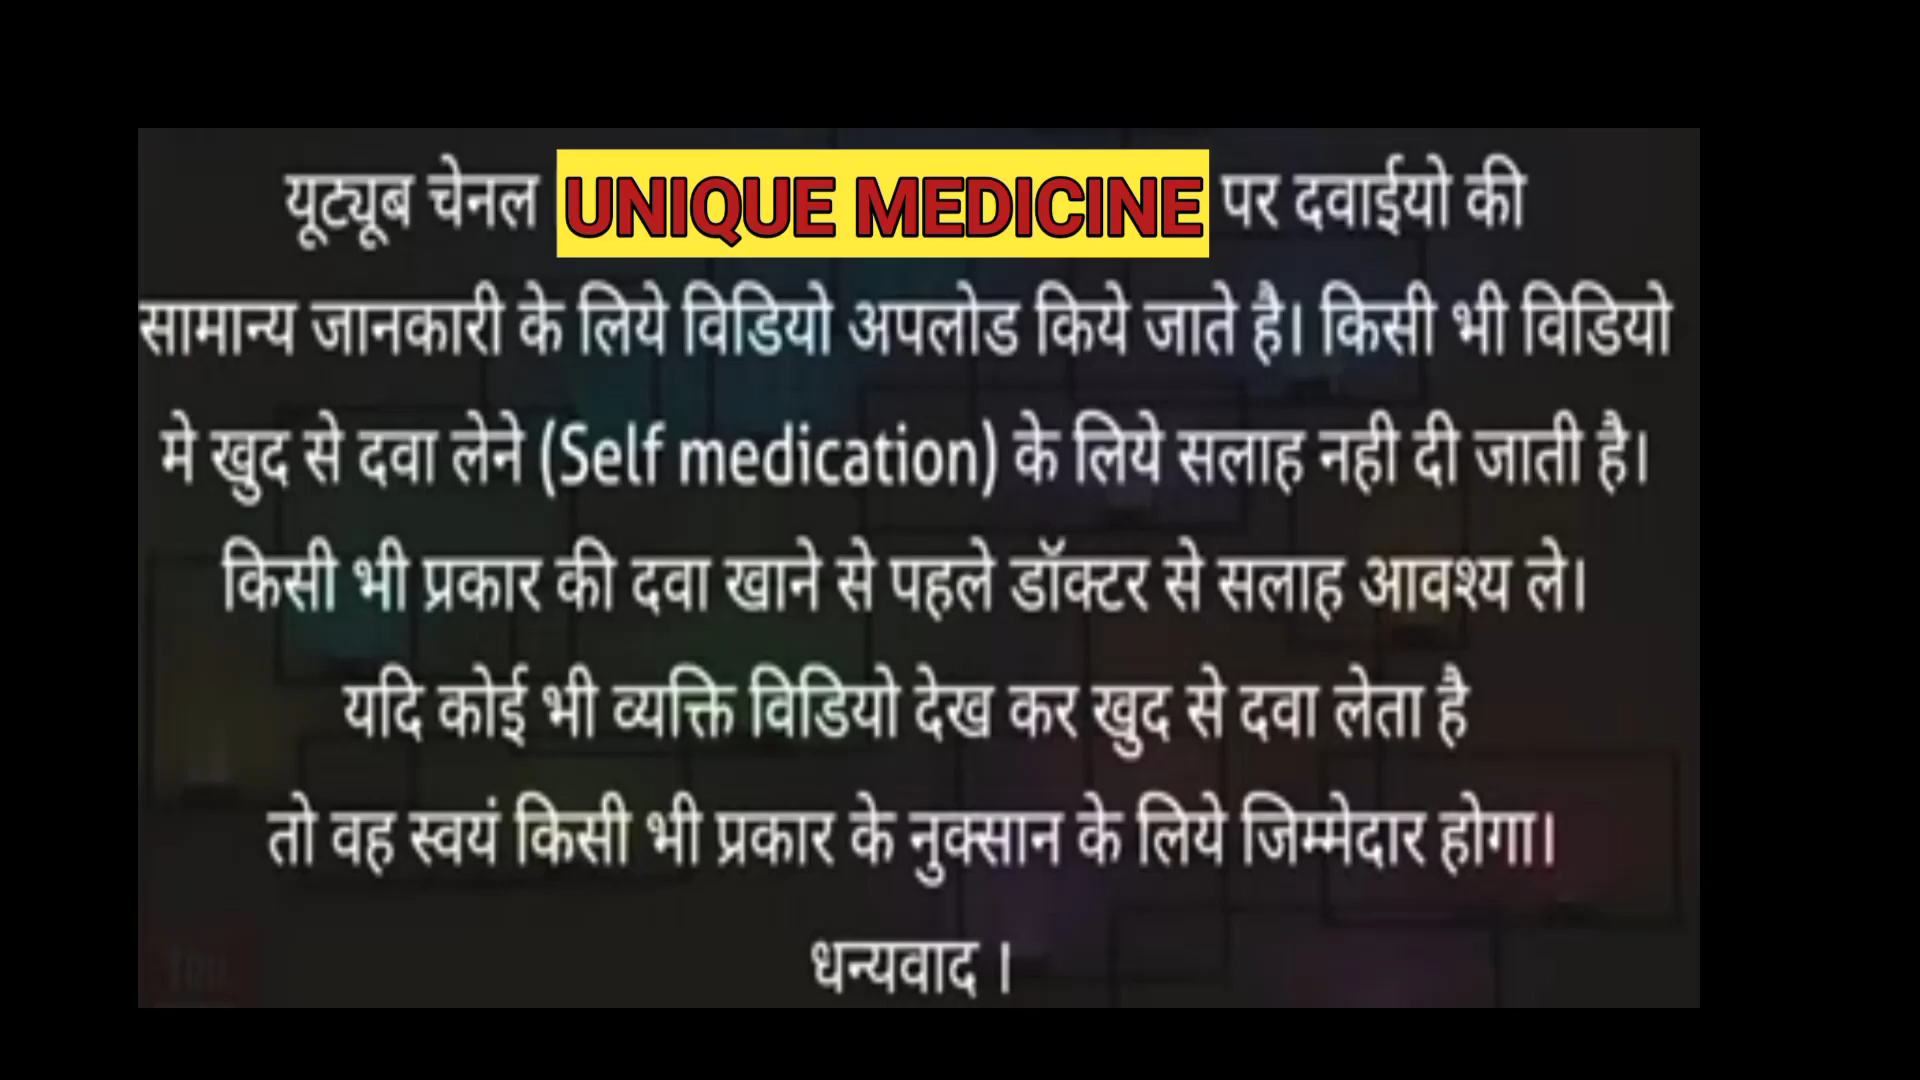 यूट्यूब चेनल UNIQUE MEDICINE पर दवाईयो की
सामान्य जानकारी के लिये विडियो अपलोड किये जाते है। किसी भी विडियो
मे खुद से दवा लेने (Self medication) के लिये सलाह नही दी जाती है।
किसी भी प्रकार की दवा खाने से पहले डॉक्टर से सलाह आवश्य ले।
यदि कोई भी व्यक्ति विडियो देख कर खुद से दवा लेता है
तो वह स्वयं किसी भी प्रकार के नुक्सान के लिये जिम्मेदार होगा।
धन्यवाद ।
You